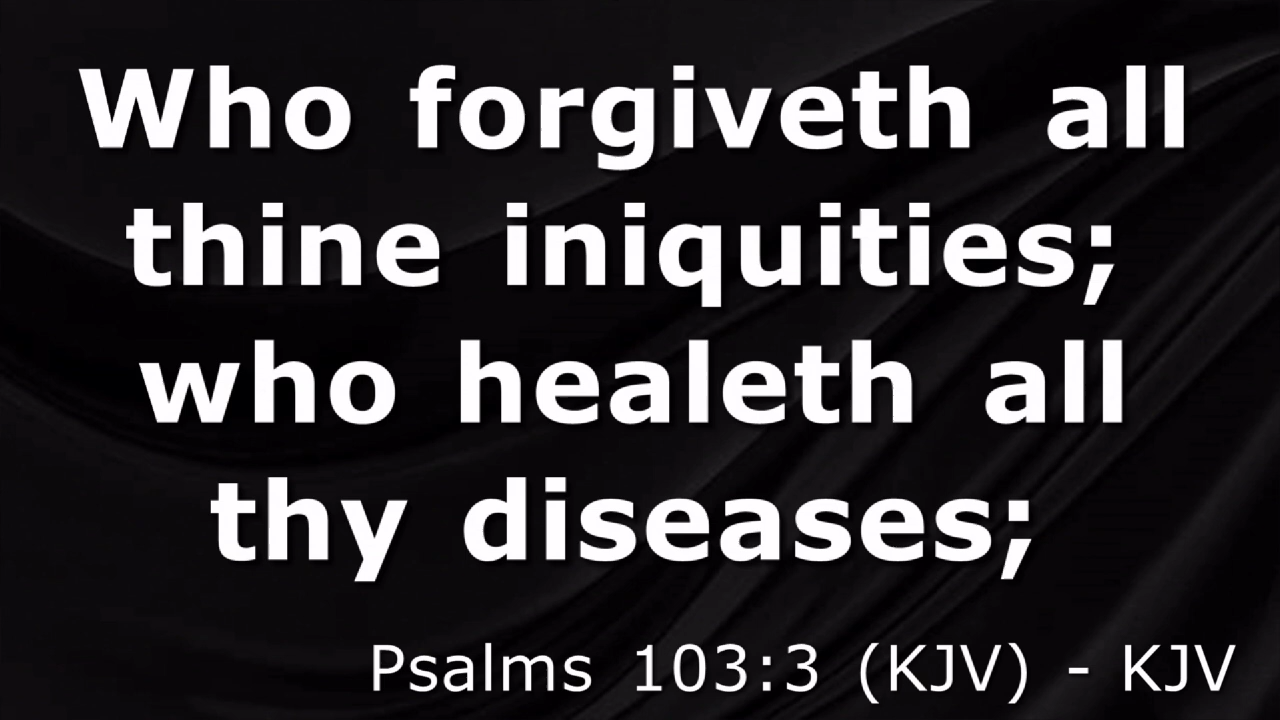 Who forgiveth all
thine iniquities;
who healeth all
thy diseases;
Psalms 103:3 (KJV) - KJV